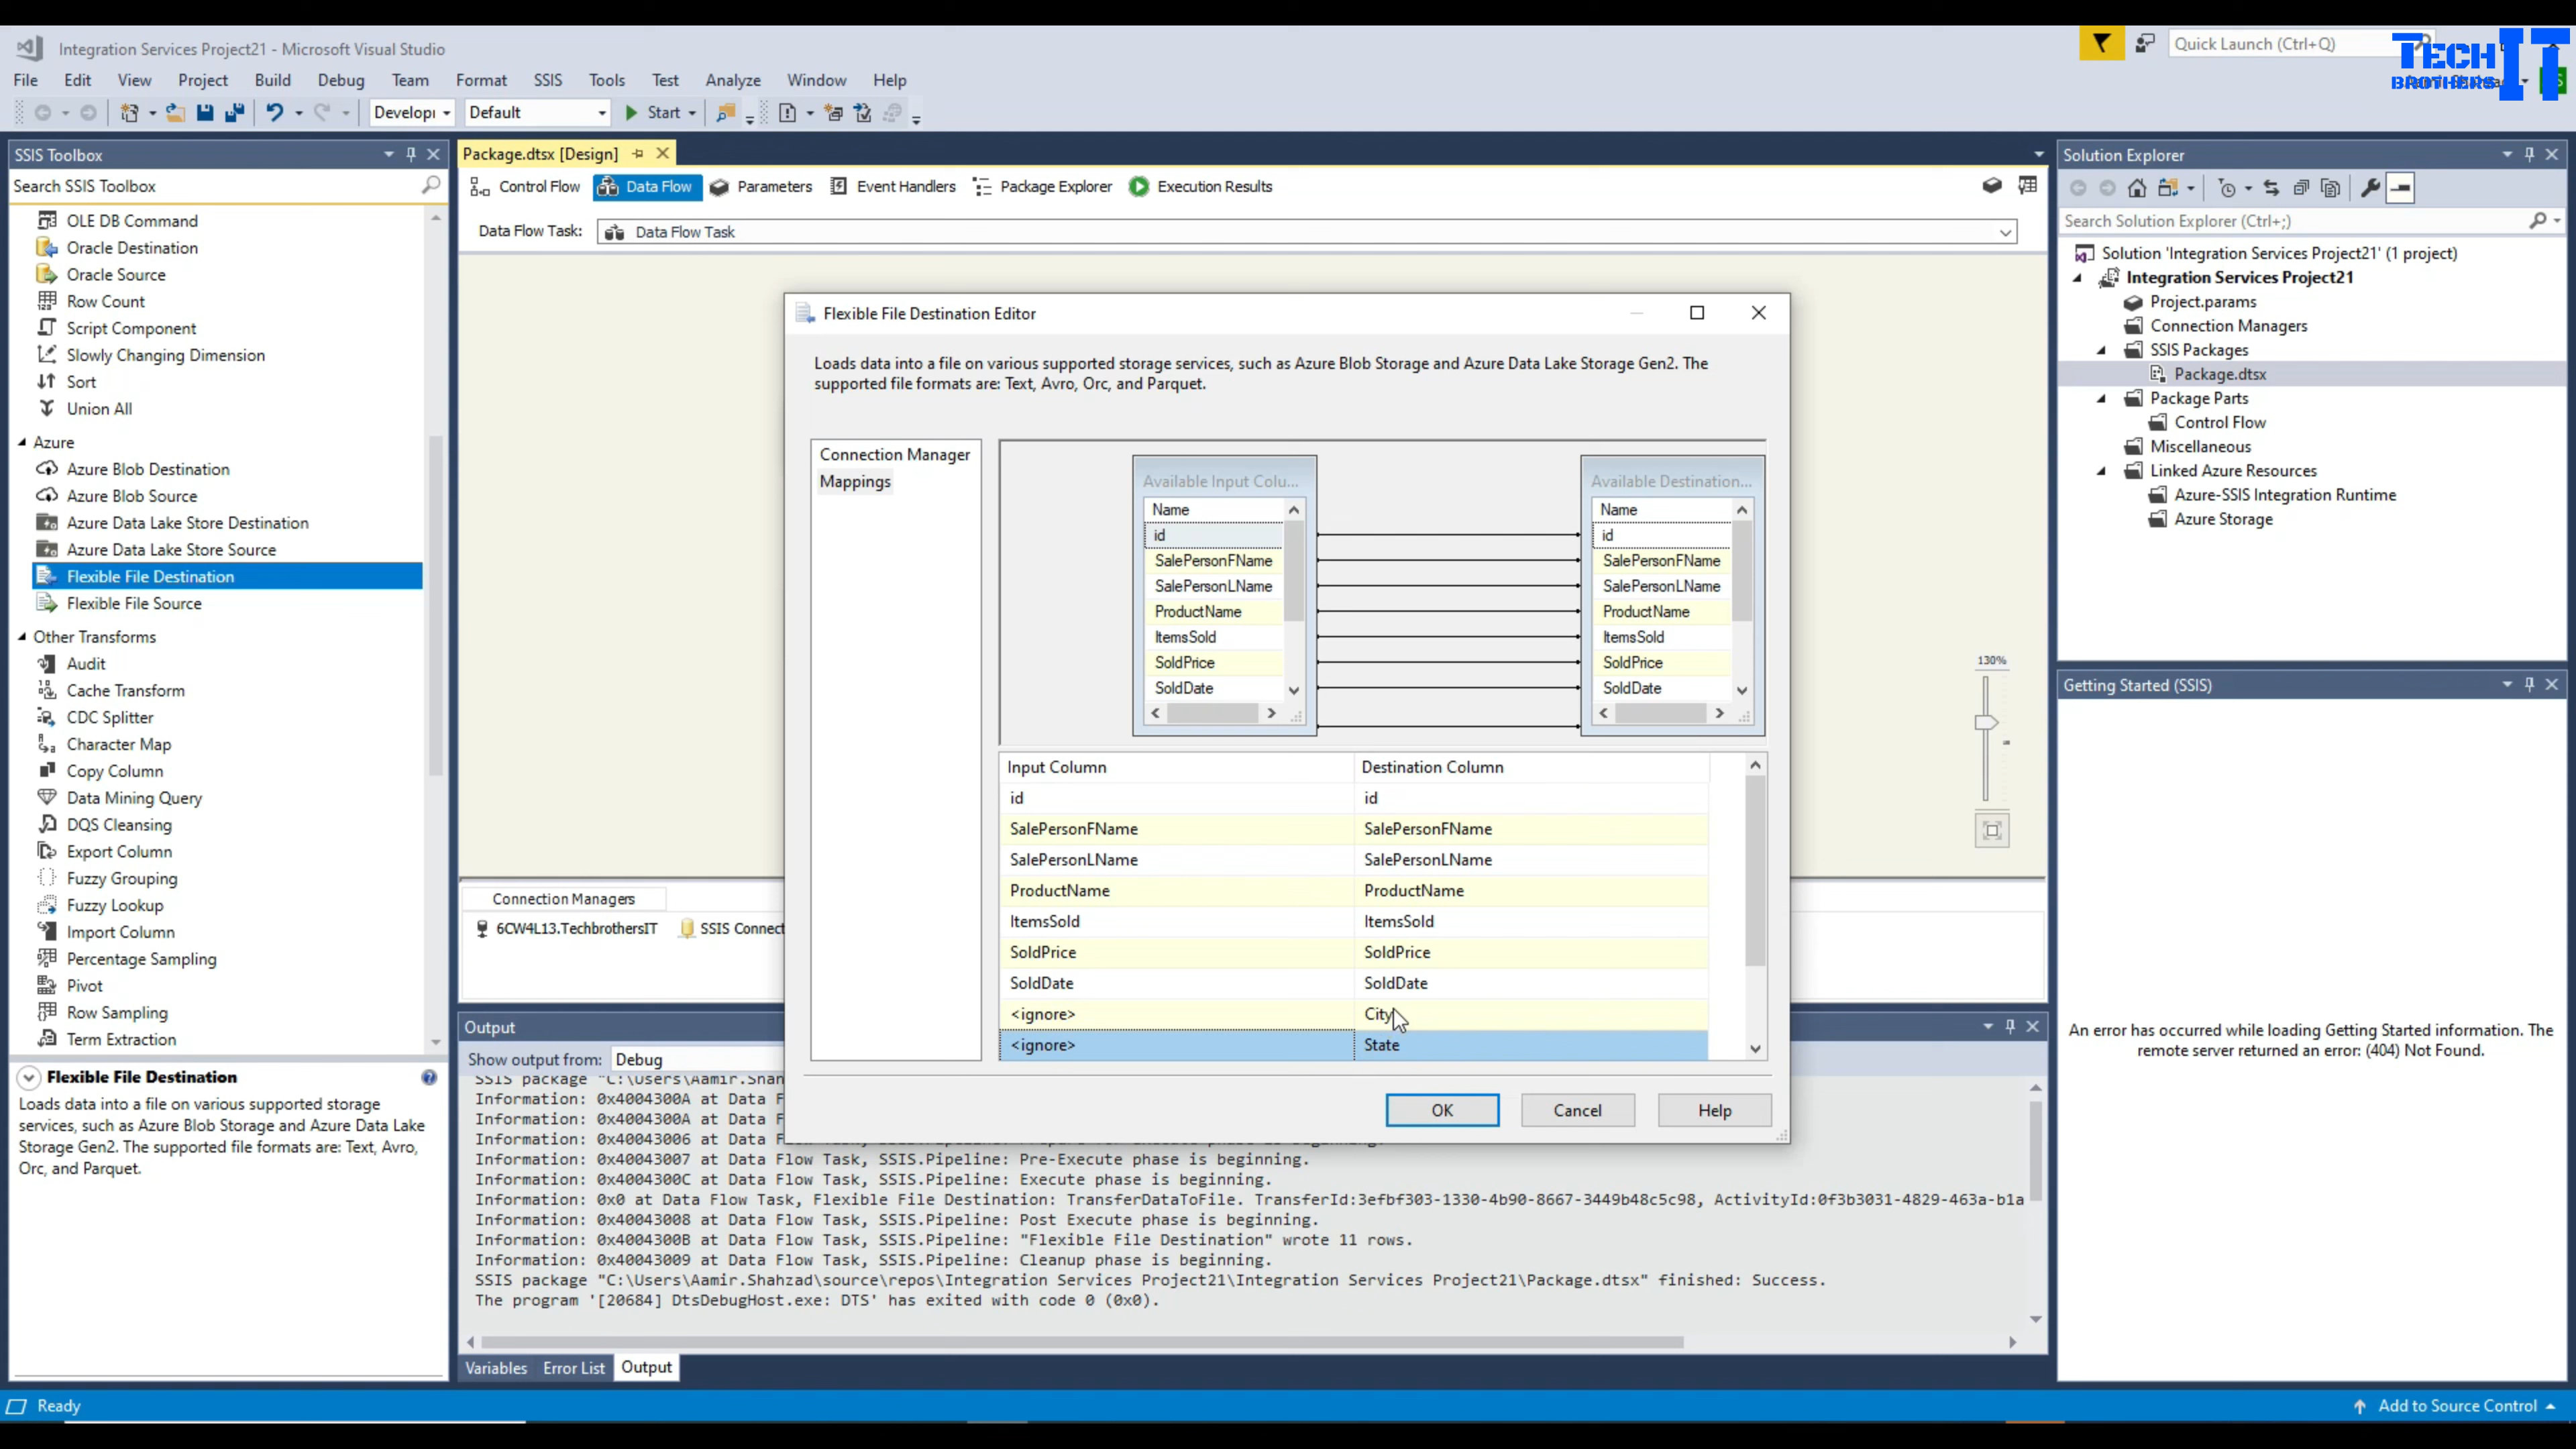 Integration Services Project21 - Microsoft Visual Studio
Quick Launch (Ctrl+Q)
TECH IT
BROTHERS
File Edit View Project Build Debug Team Format SSIS Tools Test Analyze Window Help
Developi Default Start
SSIS Toolbox
Search SSIS Toolbox
OLE DB Command
Oracle Destination
Oracle Source
Row Count
Script Component
Slowly Changing Dimension
Sort
Union All
Azure
Azure Blob Destination
Azure Blob Source
Azure Data Lake Store Destination
Azure Data Lake Store Source
Flexible File Destination
Flexible File Source
Other Transforms
Audit
Cache Transform
CDC Splitter
Character Map
Copy Column
Data Mining Query
DQS Cleansing
Export Column
Fuzzy Grouping
Fuzzy Lookup
Import Column
Percentage Sampling
Pivot
Row Sampling
Term Extraction
Flexible File Destination
Loads data into a file on various supported storage
services, such as Azure Blob Storage and Azure Data Lake
Storage Gen2. The supported file formats are: Text, Avro,
Orc, and Parquet.
Package.dtsx [Design]
Control Flow Data Flow Parameters Event Handlers Package Explorer Execution Results
Data Flow Task: Data Flow Task
Flexible File Destination Editor
Loads data into a file on various supported storage services, such as Azure Blob Storage and Azure Data Lake Storage Gen2. The
supported file formats are: Text, Avro, Orc, and Parquet.
Connection Manager
Mappings
Available Input Colu...
Name
id
SalePersonFName
SalePersonLName
ProductName
ItemsSold
SoldPrice
SoldDate
Available Destination...
Name
id
SalePersonFName
SalePersonLName
ProductName
ItemsSold
SoldPrice
SoldDate
Input Column Destination Column
id id
SalePersonFName SalePersonFName
SalePersonLName SalePersonLName
ProductName ProductName
ItemsSold ItemsSold
SoldPrice SoldPrice
SoldDate SoldDate
<ignore> City
<ignore> State
OK Cancel Help
130%
Connection Managers
6CW4L13.TechbrothersIT SSIS Connect
Output
Show output from: Debug
SSIS package "C:\Users\Aamir.Shah
Information: 0x4004300A at Data F
Information: 0x4004300A at Data F
Information: 0x40043006 at Data F
Information: 0x40043007 at Data Flow Task, SSIS.Pipeline: Pre-Execute phase is beginning.
Information: 0x4004300C at Data Flow Task, SSIS.Pipeline: Execute phase is beginning.
Information: 0x0 at Data Flow Task, Flexible File Destination: TransferDataToFile. TransferId:3efbf303-1330-4b90-8667-3449b48c5c98, ActivityId:0f3b3031-4829-463a-b1a
Information: 0x40043008 at Data Flow Task, SSIS.Pipeline: Post Execute phase is beginning.
Information: 0x4004300B at Data Flow Task, SSIS.Pipeline: "Flexible File Destination" wrote 11 rows.
Information: 0x40043009 at Data Flow Task, SSIS.Pipeline: Cleanup phase is beginning.
SSIS package "C:\Users\Aamir.Shahzad\source\repos\Integration Services Project21\Integration Services Project21\Package.dtsx" finished: Success.
The program '[20684] DtsDebugHost.exe: DTS' has exited with code 0 (0x0).
Variables Error List Output
Solution Explorer
Search Solution Explorer (Ctrl+;)
Solution 'Integration Services Project21' (1 project)
Integration Services Project21
Project.params
Connection Managers
SSIS Packages
Package.dtsx
Package Parts
Control Flow
Miscellaneous
Linked Azure Resources
Azure-SSIS Integration Runtime
Azure Storage
Getting Started (SSIS)
An error has occurred while loading Getting Started information. The
remote server returned an error: (404) Not Found.
Ready
Add to Source Control